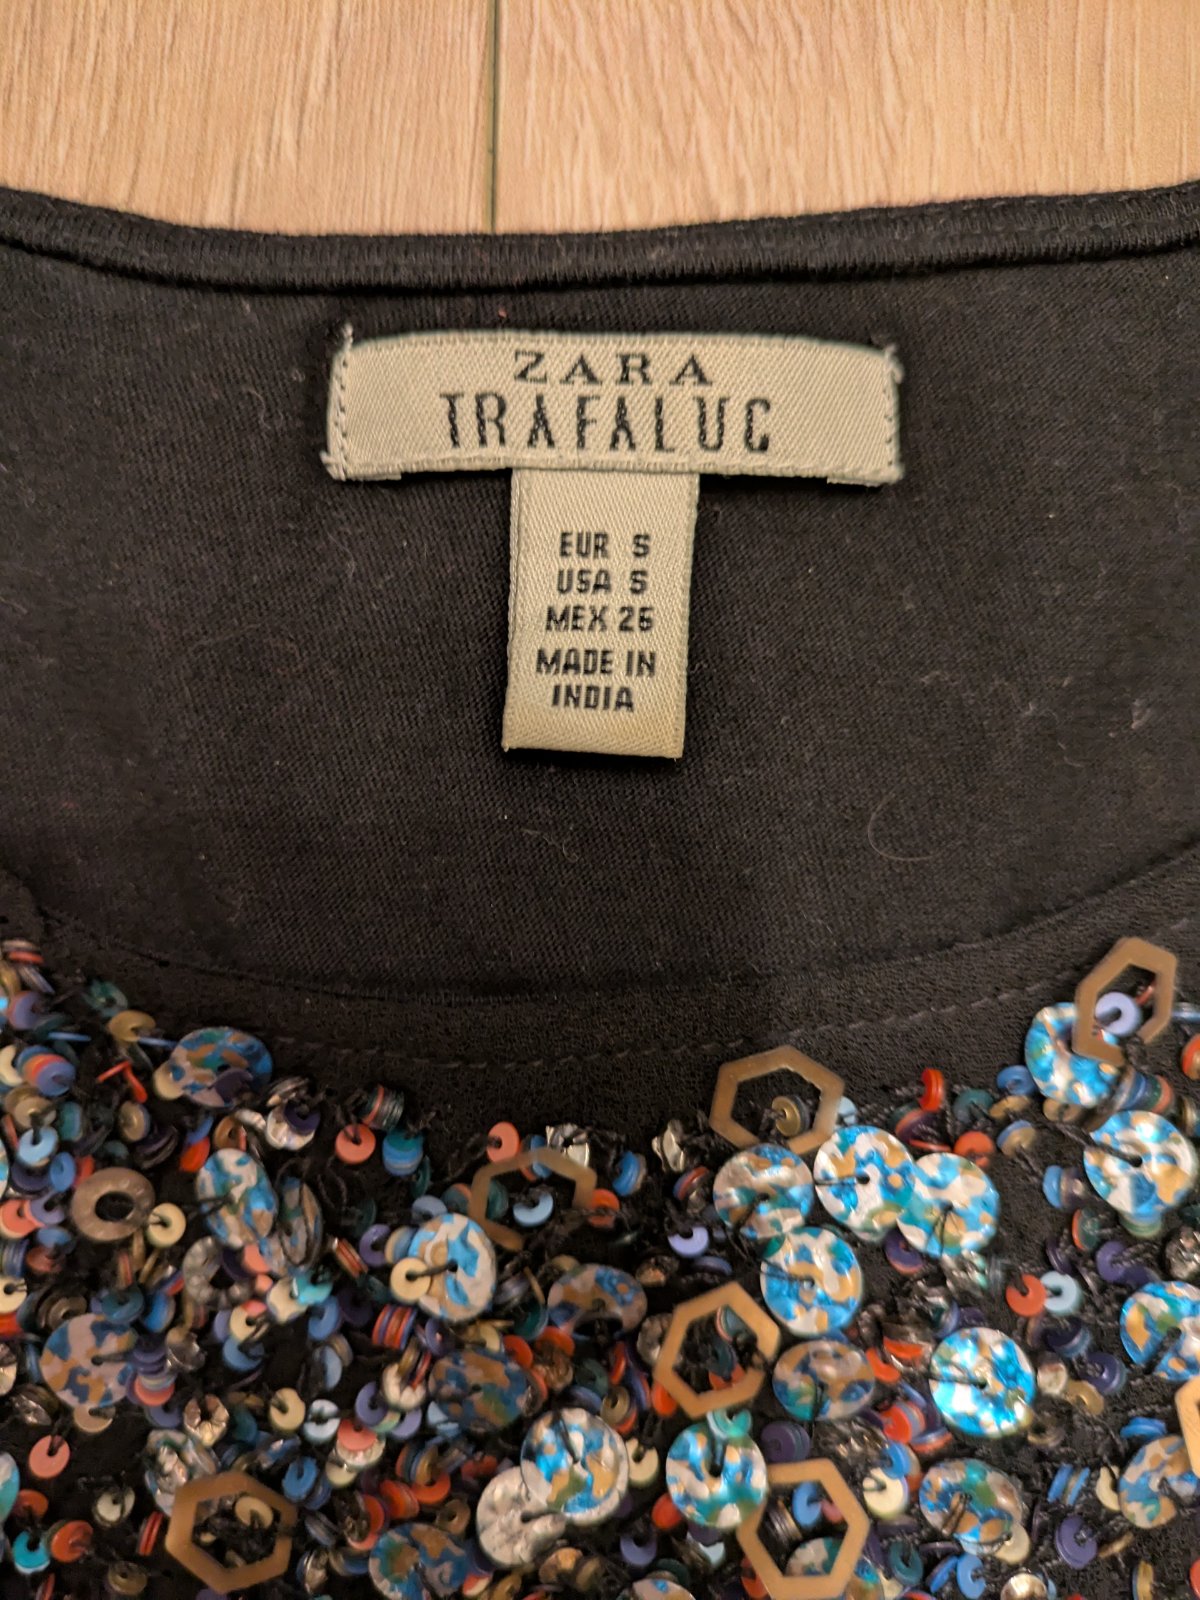 ZARA
TRAFALUC
EUR S
USA S
MEX 26
MADE IN
INDIA